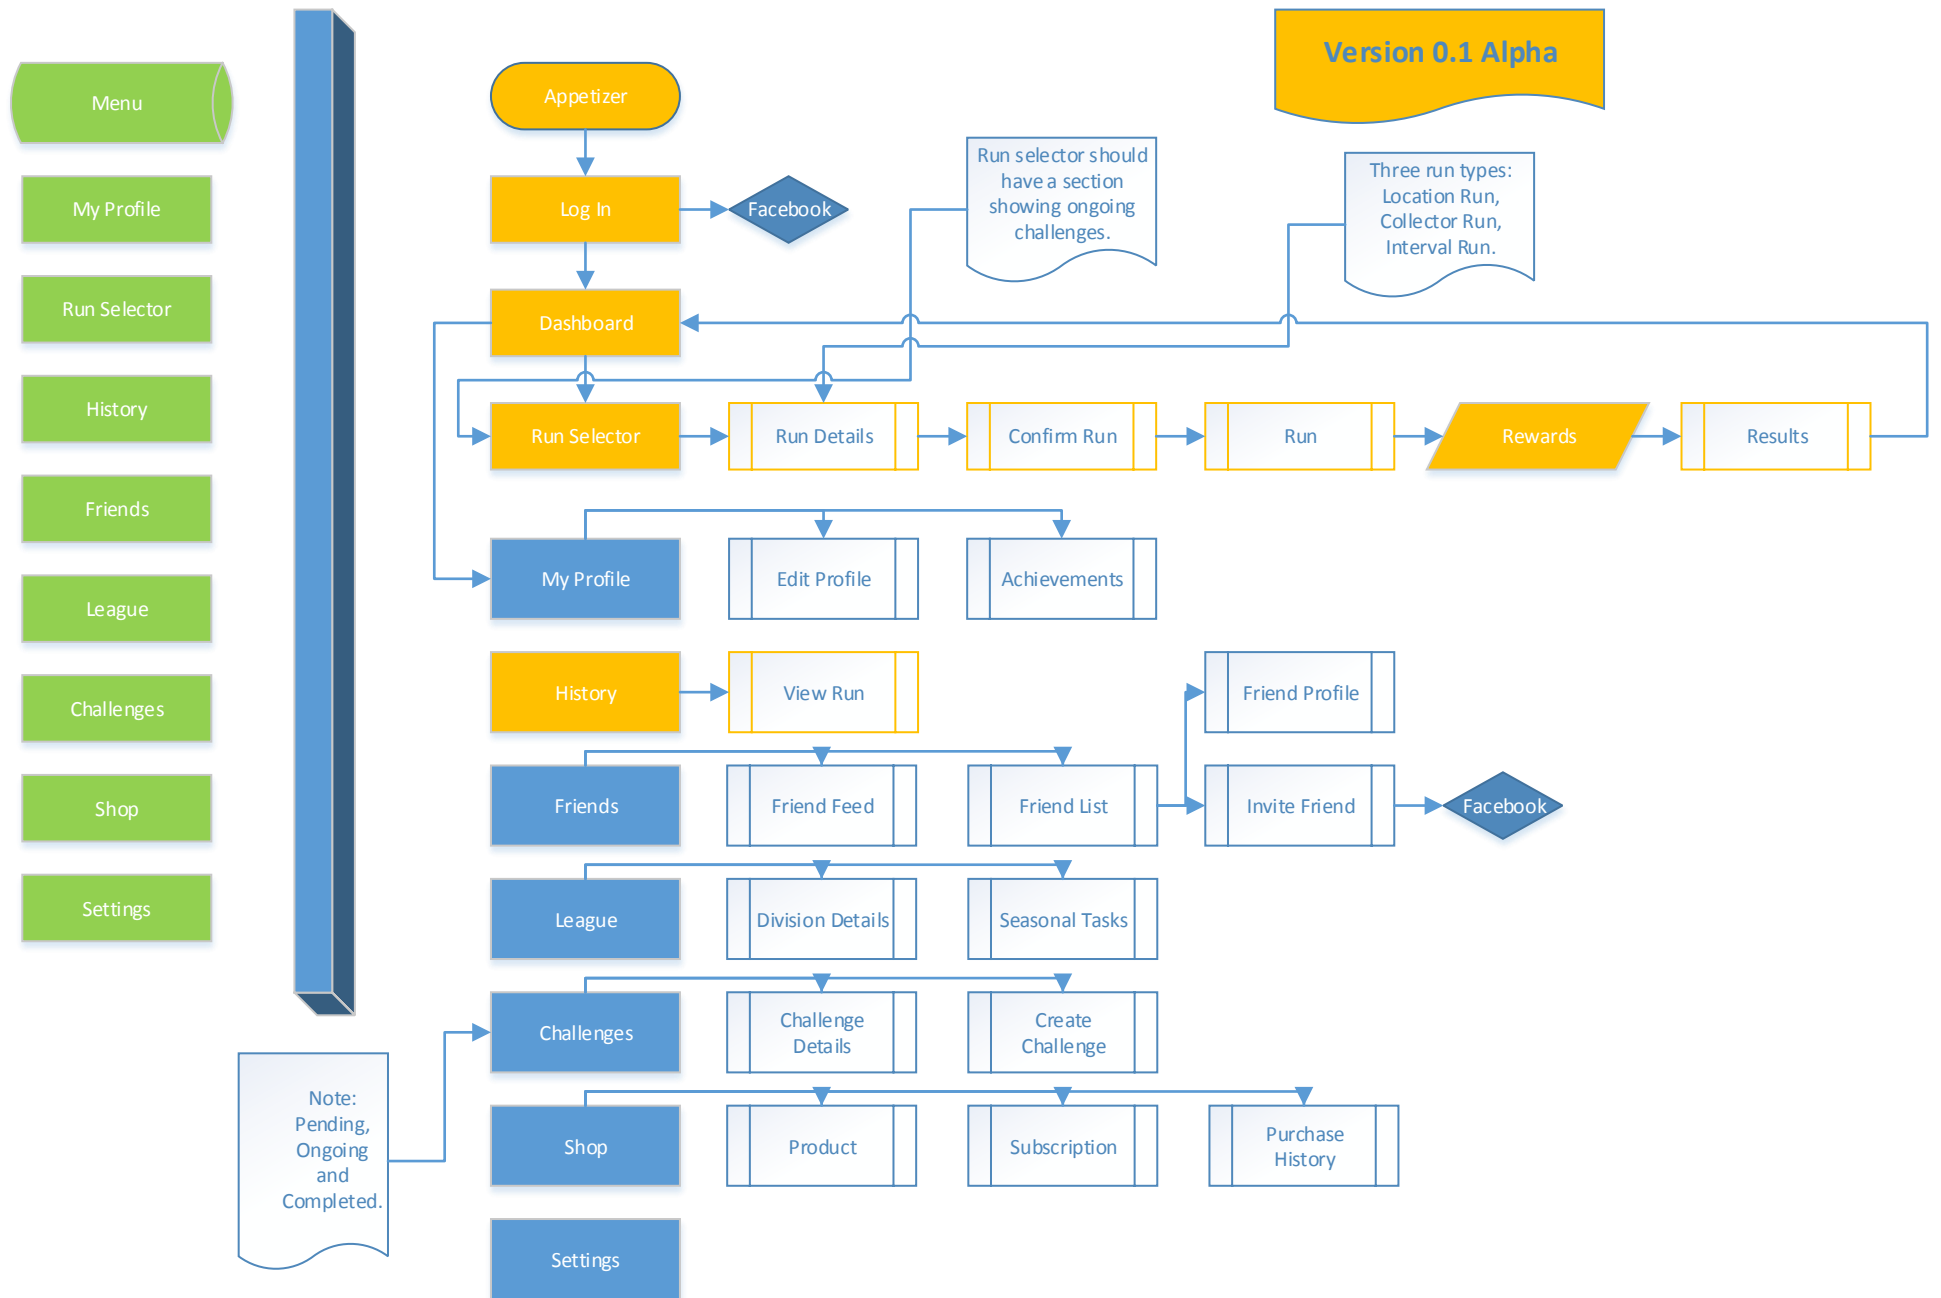 Version 0.1 Alpha
Menu
My Profile
Run Selector
History
Friends
League
Challenges
Shop
Settings
Appetizer
Log In
Facebook
Run selector should
have a section
showing ongoing
challenges.
Three run types:
Location Run,
Collector Run,
Interval Run.
Dashboard
Run Selector
Run Details
Confirm Run
Run
Rewards
Results
My Profile
Edit Profile
Achievements
History
View Run
Friend Profile
Friends
Friend Feed
Friend List
Invite Friend
Facebook
League
Division Details
Seasonal Tasks
Challenges
Challenge
Details
Create
Challenge
Note:
Pending,
Ongoing
and
Completed.
Shop
Product
Subscription
Purchase
History
Settings